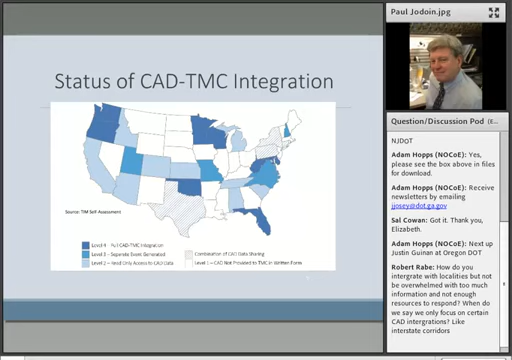 Status of CAD-TMC Integration
Source: TIM Self Assessment
Level 4 - Full CAD-TMC Integration
Level 3 - Separate Event Generated
Level 2 - Read Only Access to CAD Data
Combination of CAD Data Sharing
Level 1 - CAD Not Provided to TMC in Written Form
Paul Jodoin.jpg
Question/Discussion Pod (E...
NJDOT
Adam Hopps (NOCoE): Yes,
please see the box above in files
for download.
Adam Hopps (NOCoE): Receive
newsletters by emailing
jjosey@dot.ga.gov
Sal Cowan: Got it. Thank you,
Elizabeth.
Adam Hopps (NOCoE): Next up
Justin Guinan at Oregon DOT
Robert Rabe: How do you
intergrate with localities but not
be overwhelmed with too much
information and not enough
resources to respond? When do
we say we only focus on certain
CAD intergrations? Like
interstate corridors